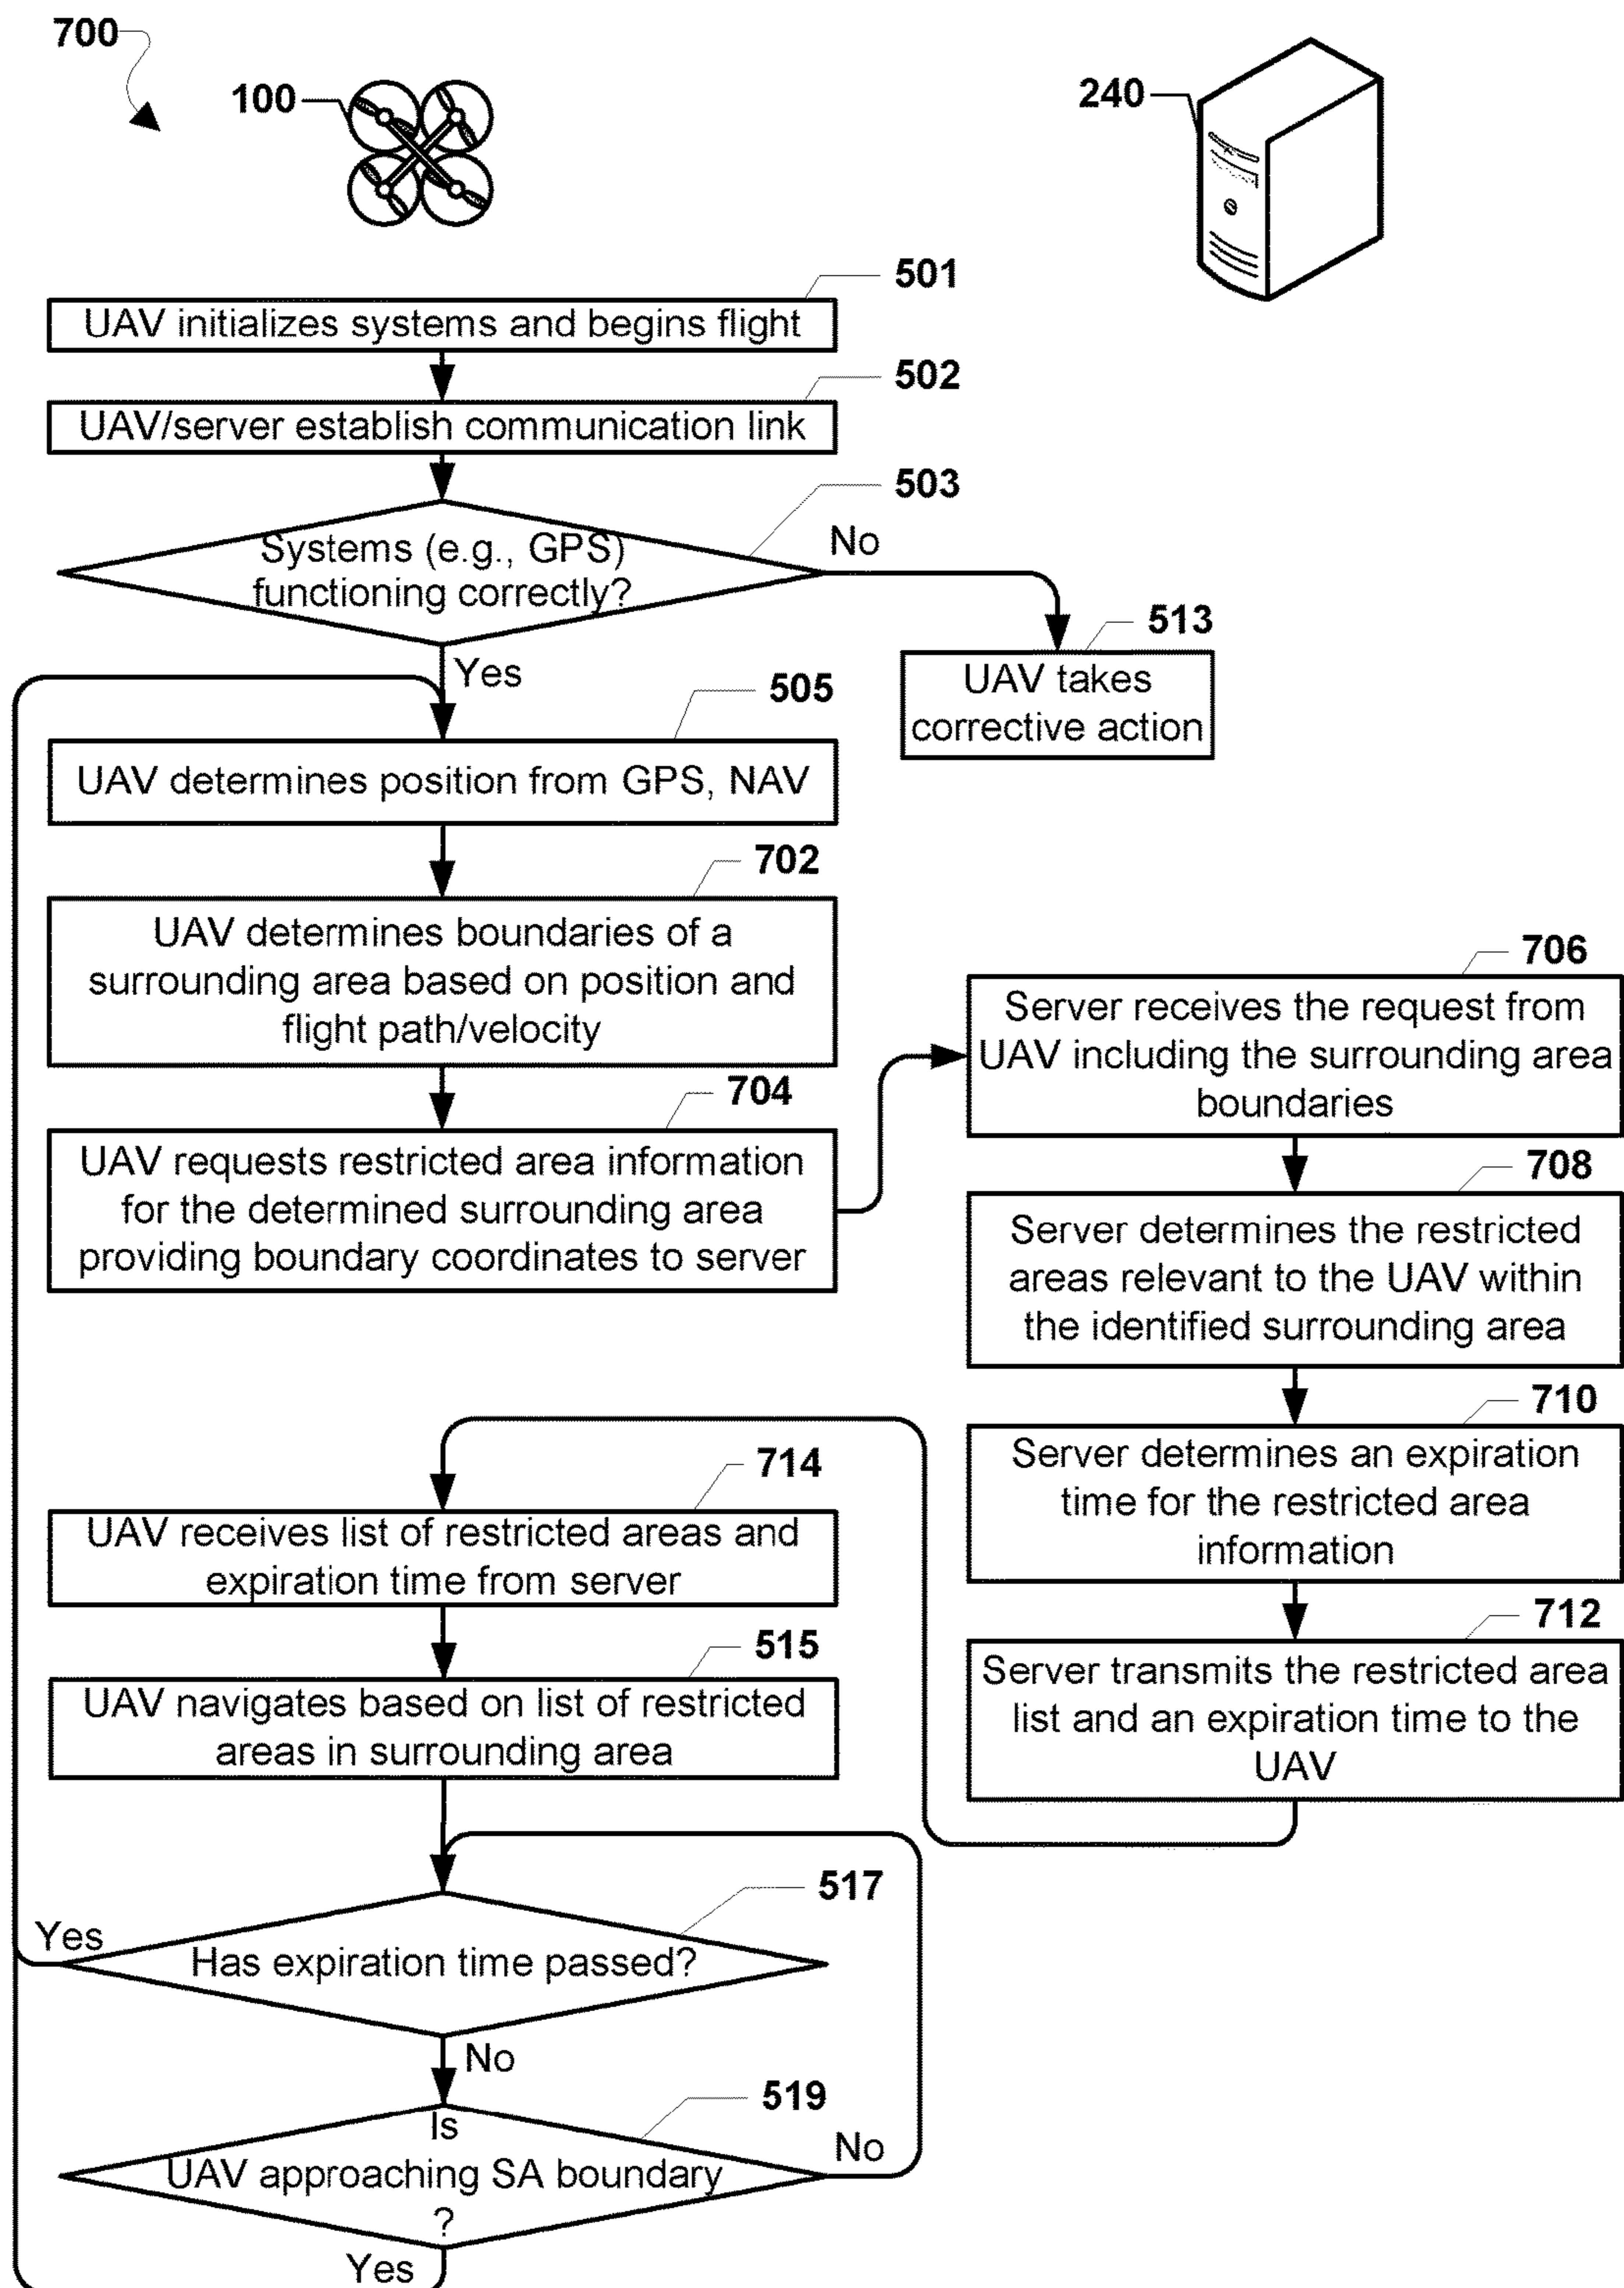 700
100
240
501
UAV initializes systems and begins flight
502
UAV/server establish communication link
503
Systems (e.g., GPS)
functioning correctly?
No
Yes
513
UAV takes
corrective action
505
UAV determines position from GPS, NAV
702
UAV determines boundaries of a
surrounding area based on position and
flight path/velocity
704
UAV requests restricted area information
for the determined surrounding area
providing boundary coordinates to server
706
Server receives the request from
UAV including the surrounding area
boundaries
708
Server determines the restricted
areas relevant to the UAV within
the identified surrounding area
710
Server determines an expiration
time for the restricted area
information
712
Server transmits the restricted area
list and an expiration time to the
UAV
714
UAV receives list of restricted areas and
expiration time from server
515
UAV navigates based on list of restricted
areas in surrounding area
517
Has expiration time passed?
Yes
No
519
Is
UAV approaching SA boundary
?
No
Yes